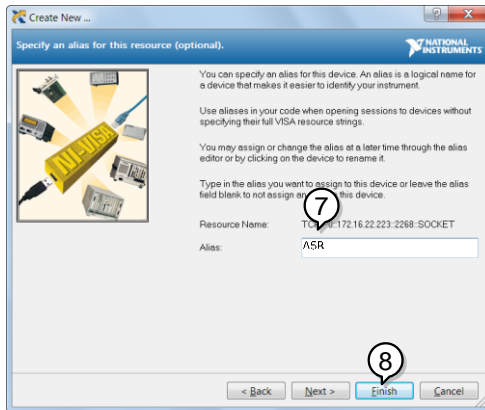 Create New ...
Specify an alias for this resource (optional).
NATIONAL
INSTRUMENTS
You can specify an alias for this device. An alias is a logical name for
a device that makes it easier to identify your instrument.
Use aliases in your code when opening sessions to devices without
specifying their full VISA resource strings.
You may assign or change the alias at a later time through the alias
editor or by clicking on the device to rename it.
Type in the alias you want to assign to this device or leave the alias
field blank to not assign an this device.
7
Resource Name: ::172.16.22.223::2268::SOCKET
Alias: ASR
NI-VISA
8
< Back Next > Finish Cancel